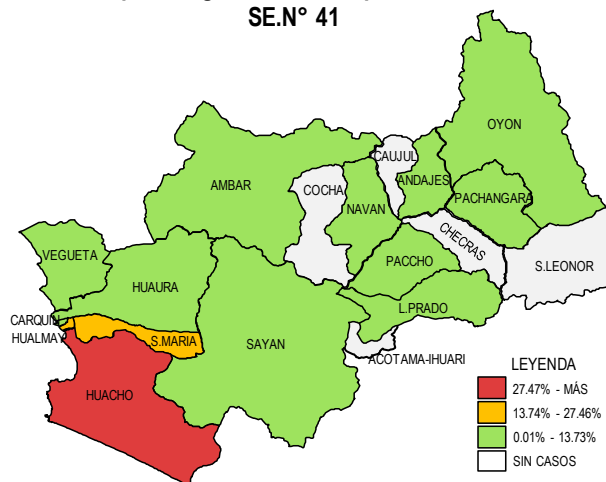 SE.N° 41
OYON
CAUJUL
ANDAJES
AMBAR
COCHA
NAVAN
PACHANGARA
CHECRAS
VEGUETA
PACCHO
S.LEONOR
HUAURA
L.PRADO
CARQUIN
HUALMAY
S.MARIA
SAYAN
ACOTAMA-IHUARI
HUACHO
LEYENDA
27.47% - MÁS
13.74% - 27.46%
0.01% - 13.73%
SIN CASOS